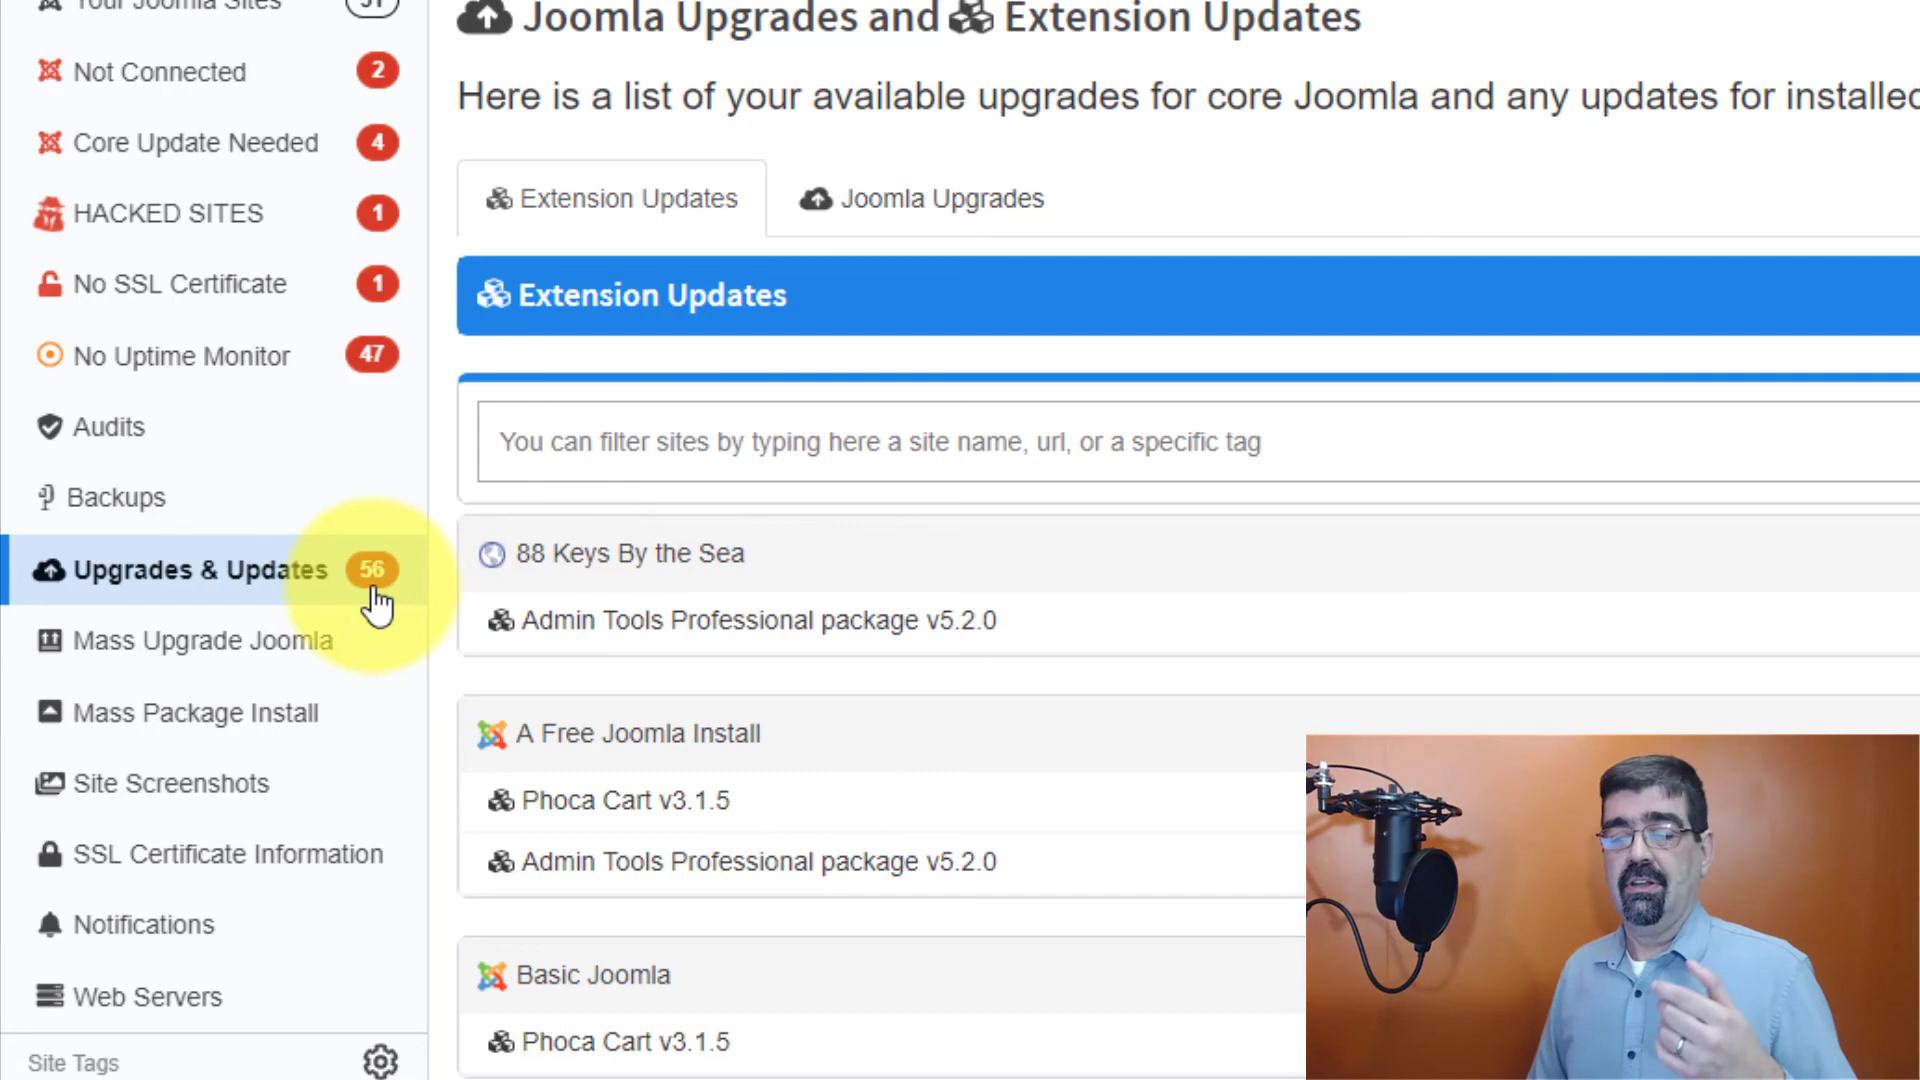 Your Joomla Sites 51
Not Connected 2
Core Update Needed 4
HACKED SITES 1
No SSL Certificate 1
No Uptime Monitor 47
Audits
Backups
Upgrades & Updates 56
Mass Upgrade Joomla
Mass Package Install
Site Screenshots
SSL Certificate Information
Notifications
Web Servers
Site Tags
Joomla Upgrades and Extension Updates
Here is a list of your available upgrades for core Joomla and any updates for installed
Extension Updates Joomla Upgrades
Extension Updates
You can filter sites by typing here a site name, url, or a specific tag
88 Keys By the Sea
Admin Tools Professional package v5.2.0
A Free Joomla Install
Phoca Cart v3.1.5
Admin Tools Professional package v5.2.0
Basic Joomla
Phoca Cart v3.1.5